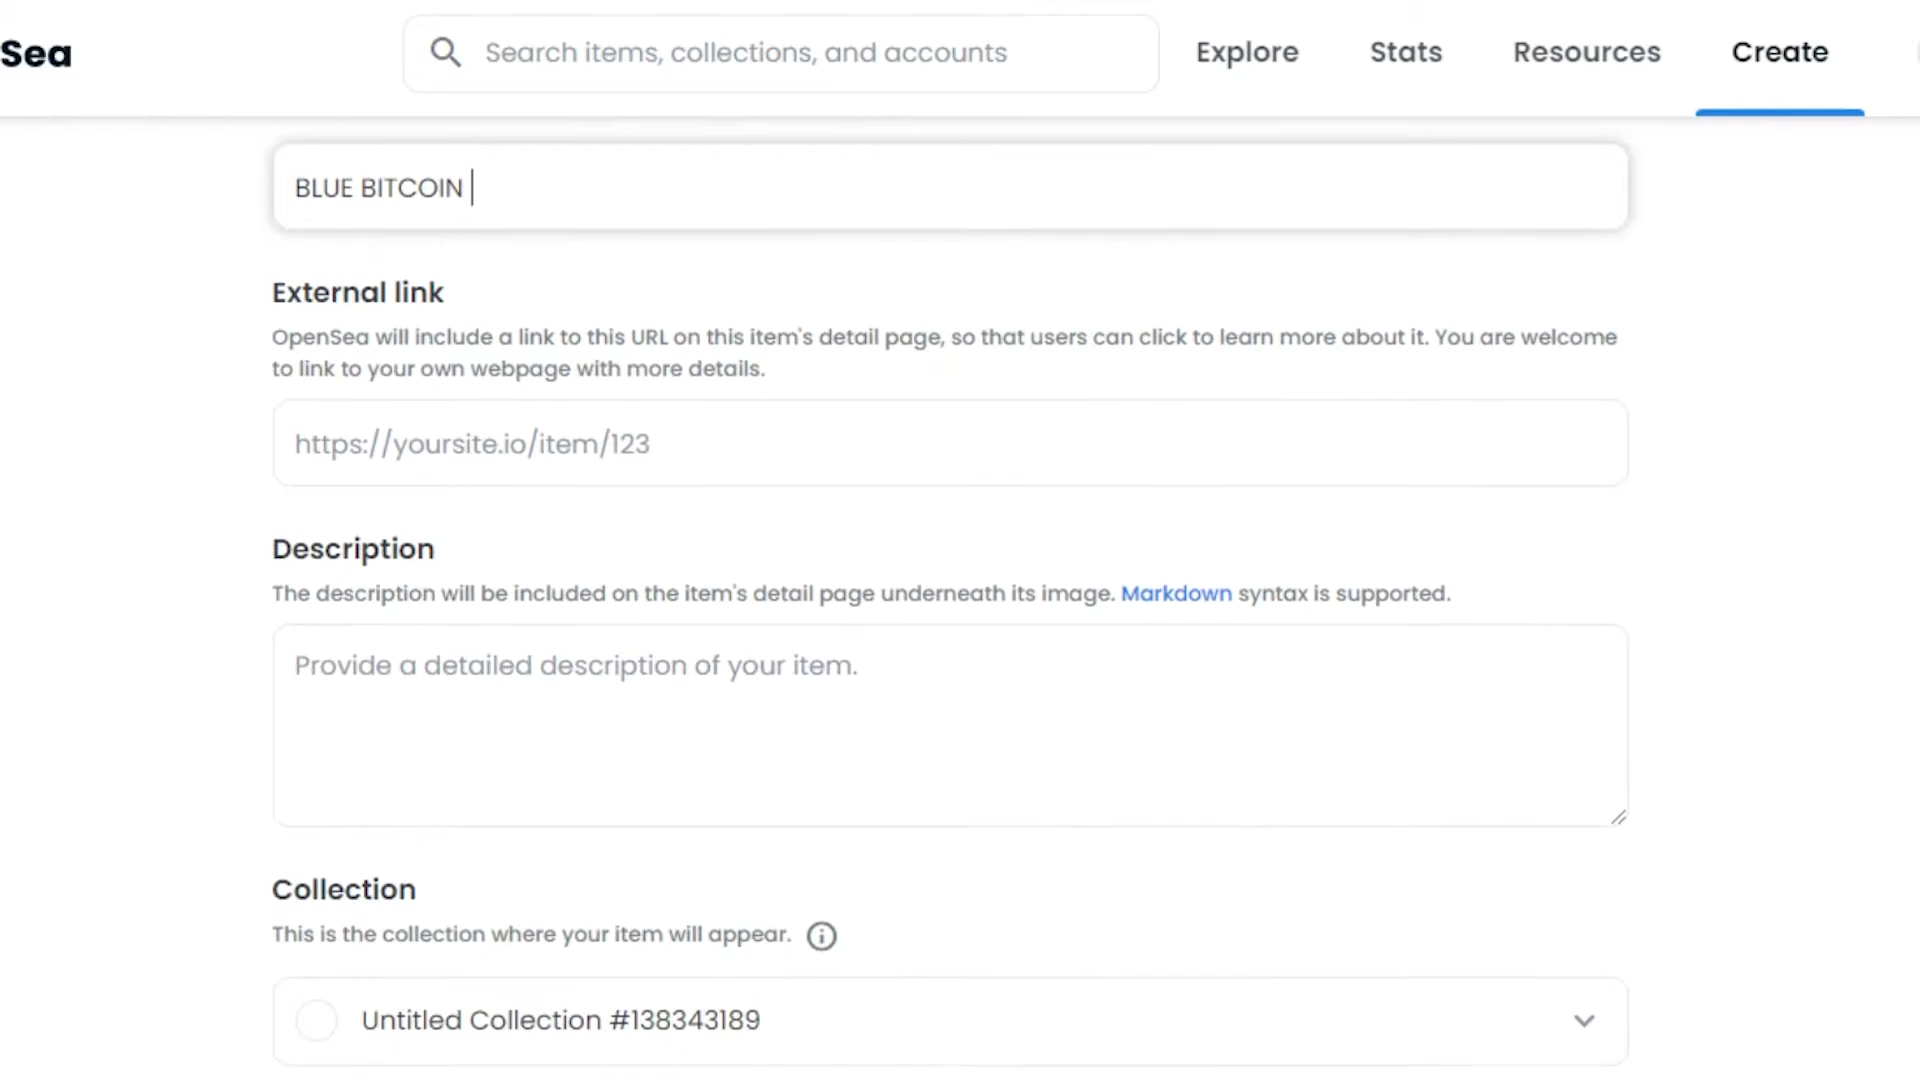 Sea
Search items, collections, and accounts
Explore
Stats
Resources
Create
BLUE BITCOIN
External link
OpenSea will include a link to this URL on this item's detail page, so that users can click to learn more about it. You are welcome
to link to your own webpage with more details.
https://yoursite.io/item/123
Description
The description will be included on the item's detail page underneath its image. Markdown syntax is supported.
Provide a detailed description of your item.
Collection
This is the collection where your item will appear.
Untitled Collection #138343189